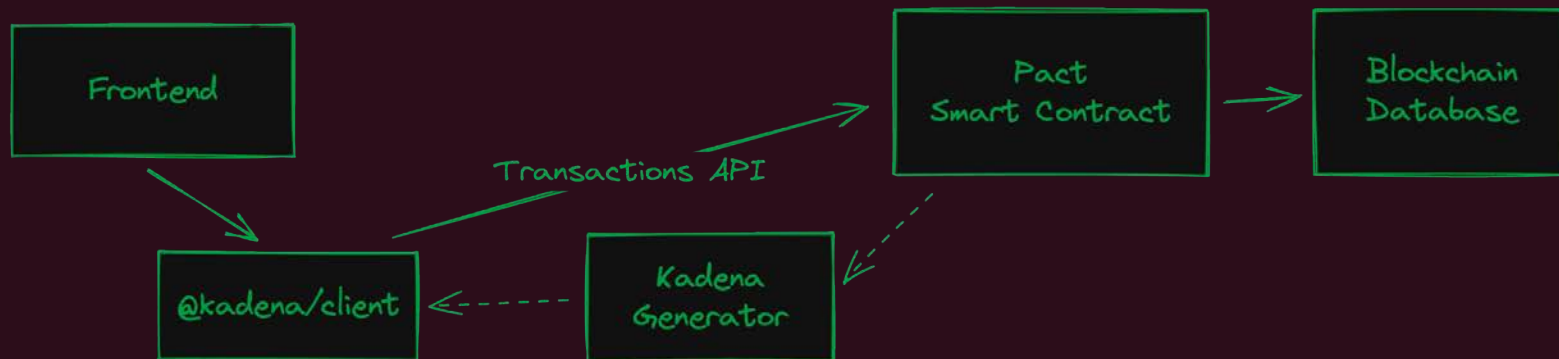 Frontend
Pact
Smart Contract
Blockchain
Database
Transactions API
@kadena/client
Kadena
Generator